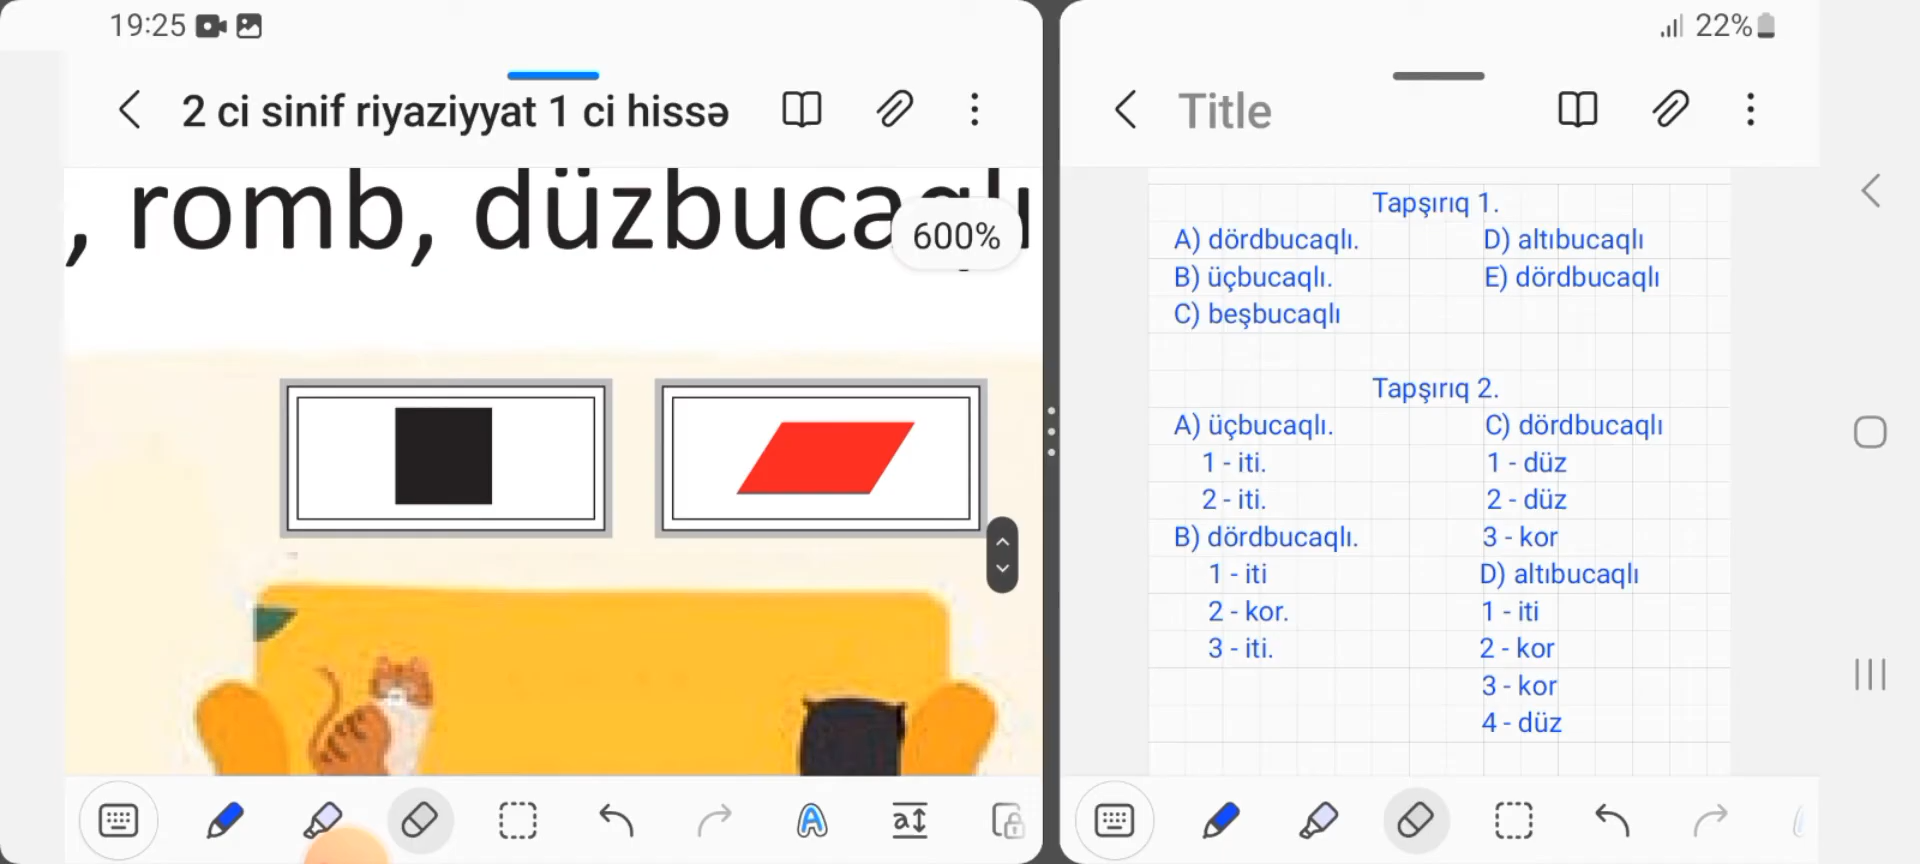 19:25
22%
2 ci sinif riyaziyyat 1 ci hissə
, romb, düzbucaqlı
600%
Title
Tapşırıq 1.
A) dördbucaqlı.
B) üçbucaqlı.
C) beşbucaqlı
D) altıbucaqlı
E) dördbucaqlı
Tapşırıq 2.
A) üçbucaqlı.
1 - iti.
2 - iti.
B) dördbucaqlı.
1 - iti
2 - kor.
3 - iti.
C) dördbucaqlı
1 - düz
2 - düz
3 - kor
D) altıbucaqlı
1 - iti
2 - kor
3 - kor
4 - düz